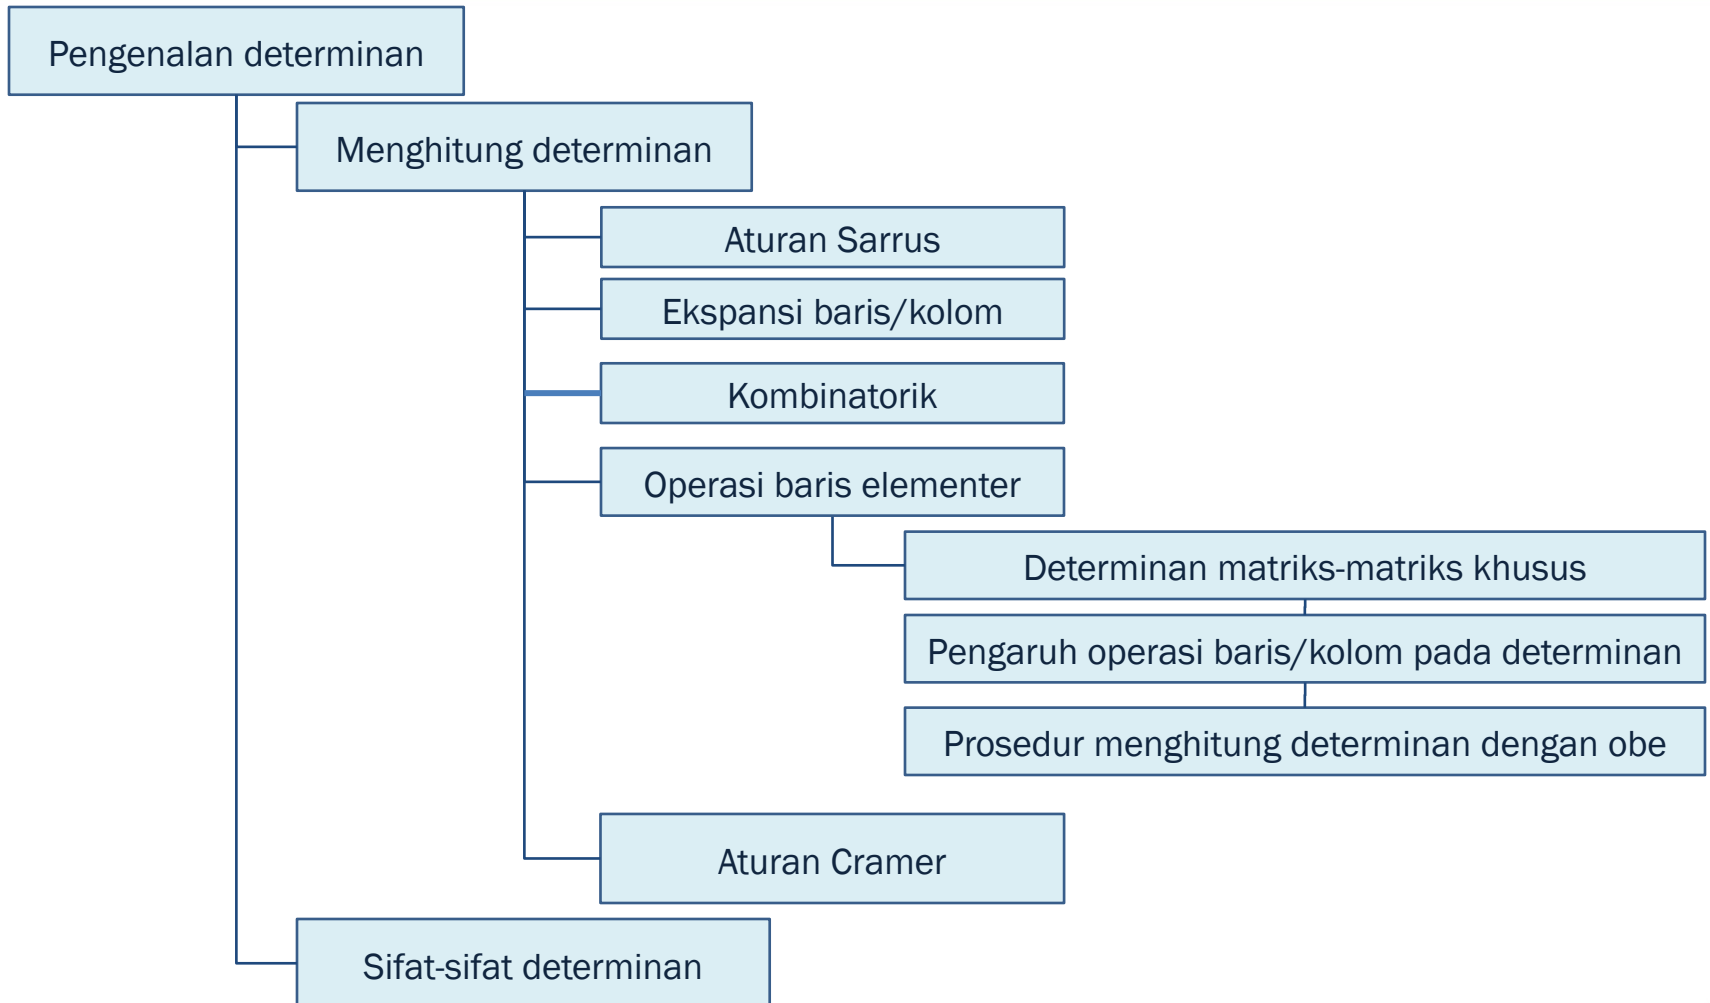 Pengenalan determinan
Menghitung determinan
Aturan Sarrus
Ekspansi baris/kolom
Kombinatorik
Operasi baris elementer
Determinan matriks-matriks khusus
Pengaruh operasi baris/kolom pada determinan
Prosedur menghitung determinan dengan obe
Aturan Cramer
Sifat-sifat determinan